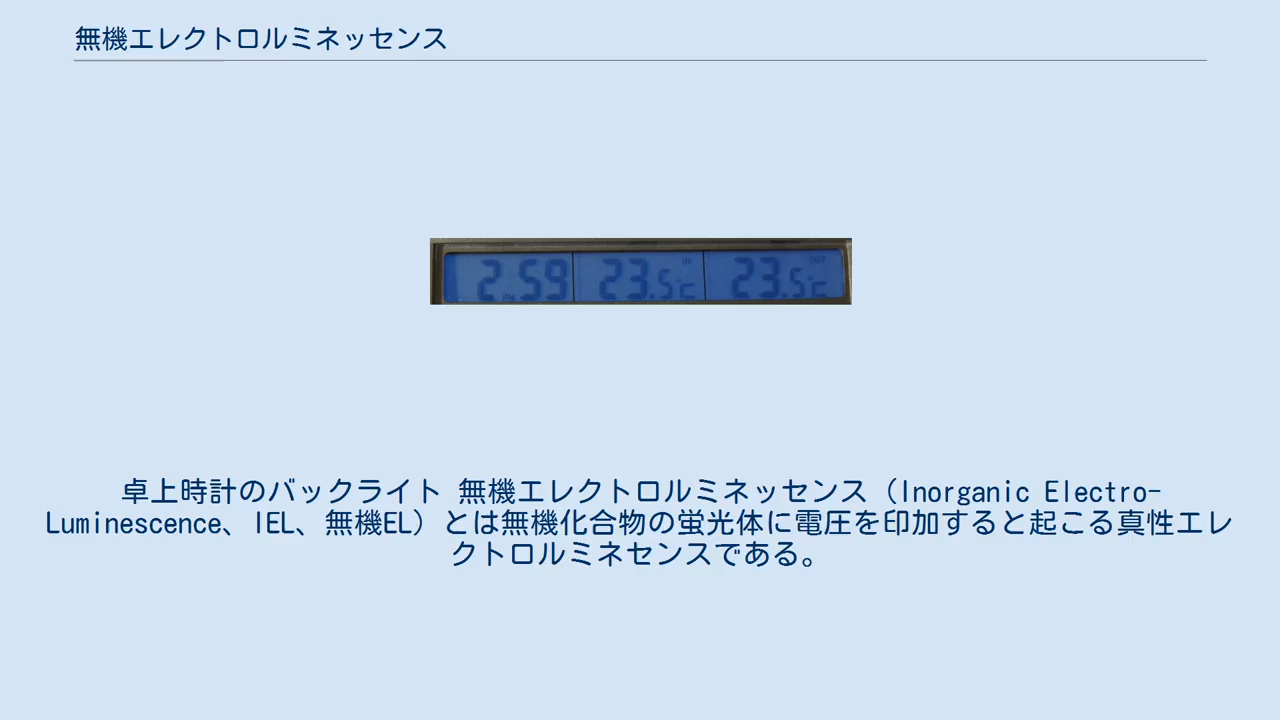 無機エレクトロルミネッセンス
2:59 23.5℃ IN 23.5℃ OUT
卓上時計のバックライト 無機エレクトロルミネッセンス（Inorganic Electro-
Luminescence、IEL、無機EL）とは無機化合物の蛍光体に電圧を印加すると起こる真性エレ
クトロルミネセンスである。